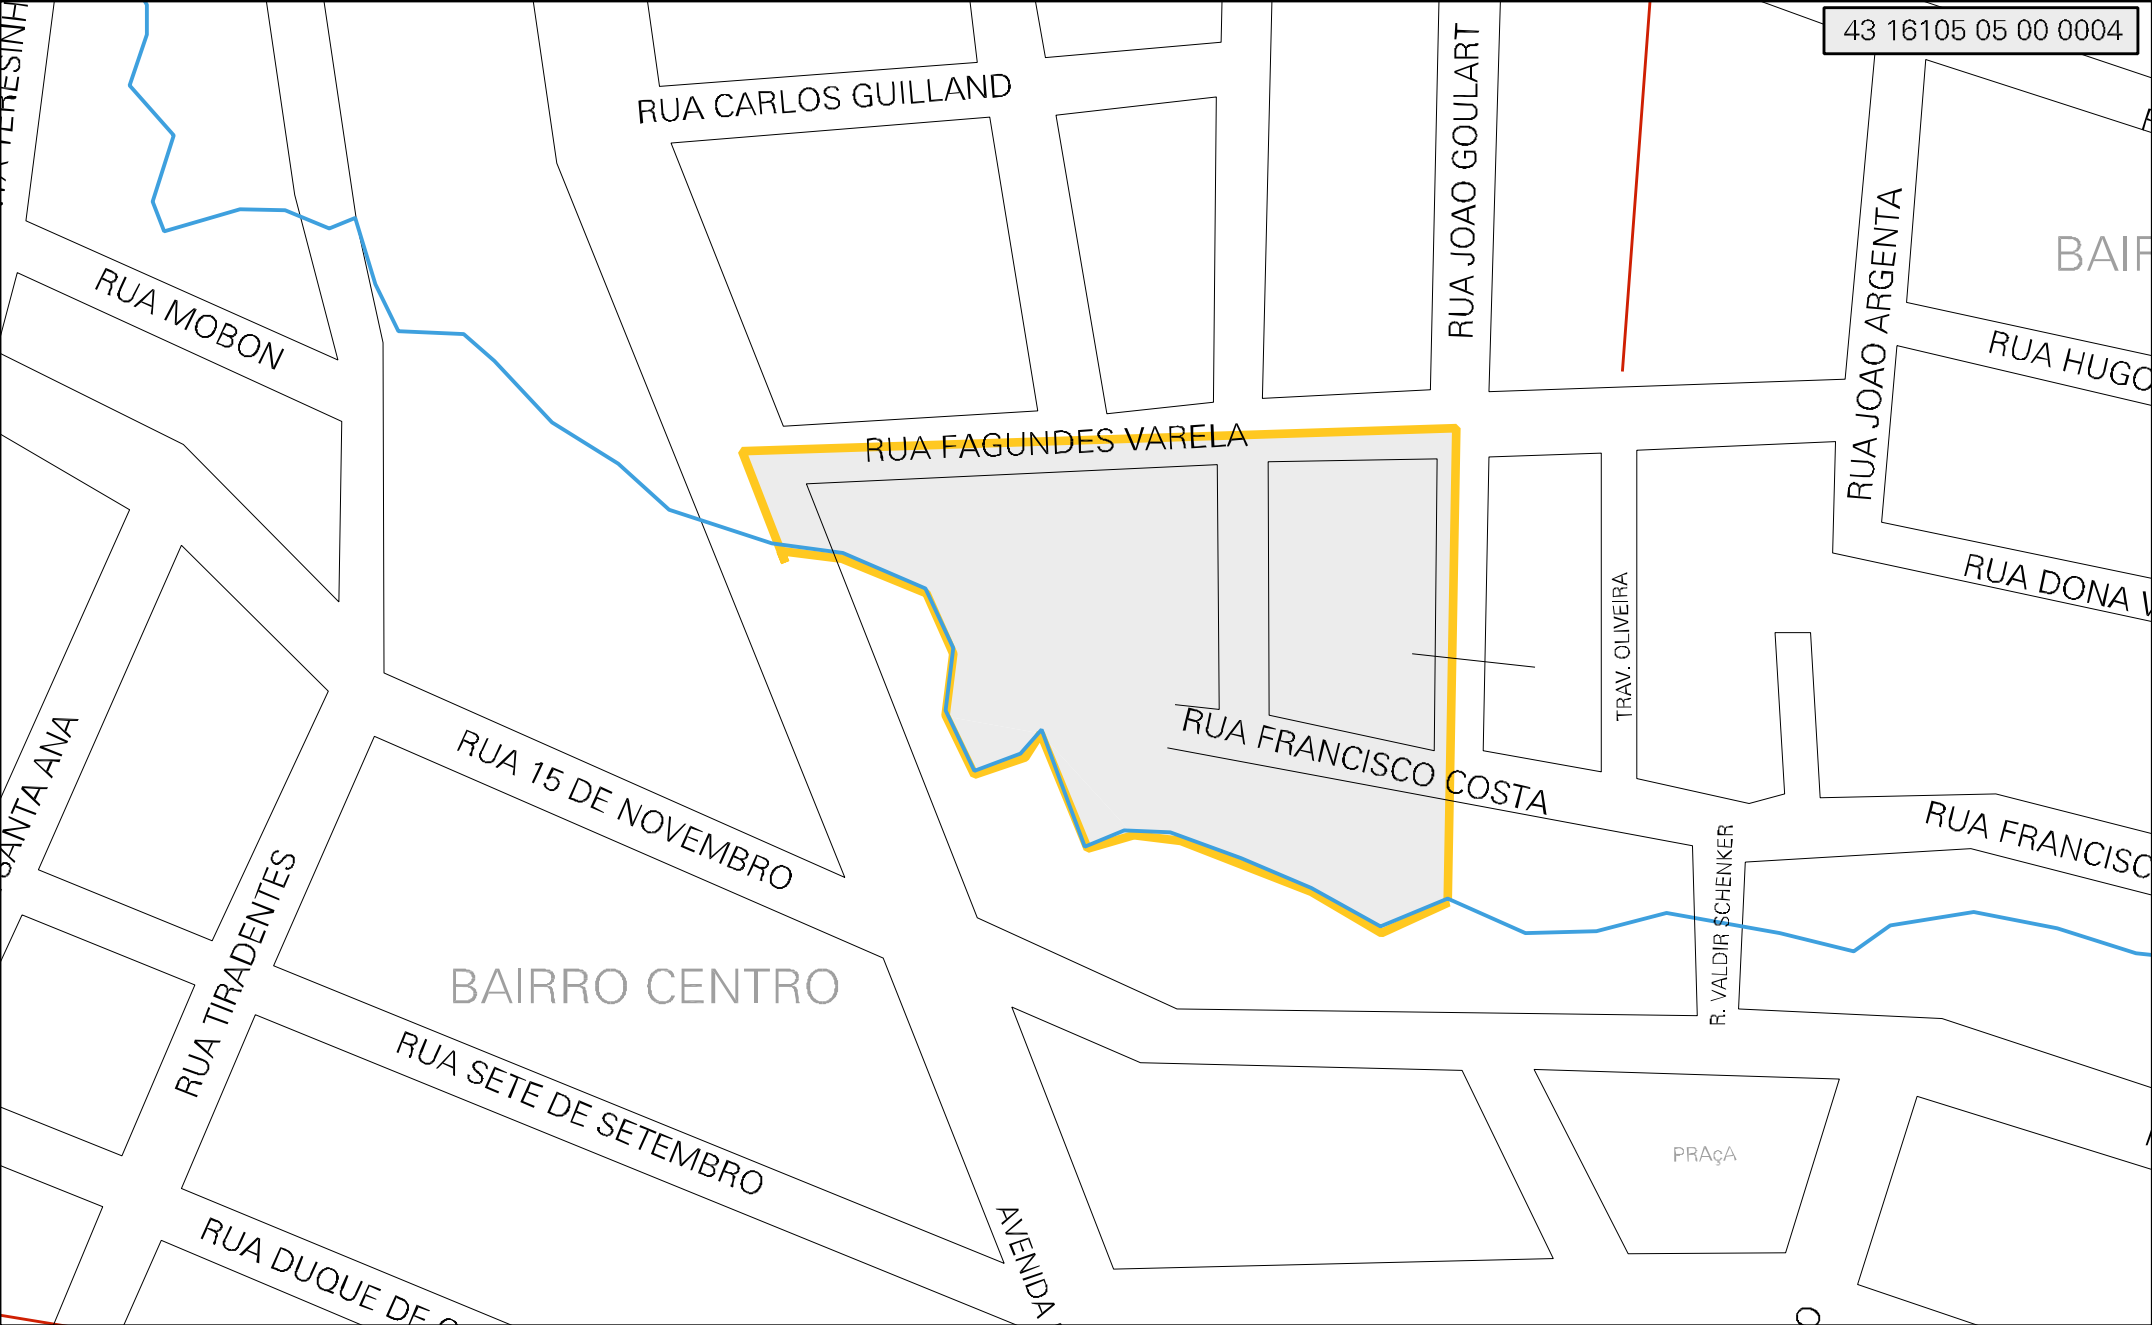 43 16105 05 00 0004
RUA CARLOS GUILLAND
RUA JOAO GOULART
RUA JOAO ARGENTA
BAIR
RUA MOBON
RUA HUGO
RUA FAGUNDES VARELA
RUA DONA
TRAV. OLIVEIRA
SANTA ANA
RUA 15 DE NOVEMBRO
RUA FRANCISCO COSTA
RUA FRANCISC
R. VALDIR SCHENKER
RUA TIRADENTES
BAIRRO CENTRO
RUA SETE DE SETEMBRO
PRAçA
RUA DUQUE DE
AVENIDA